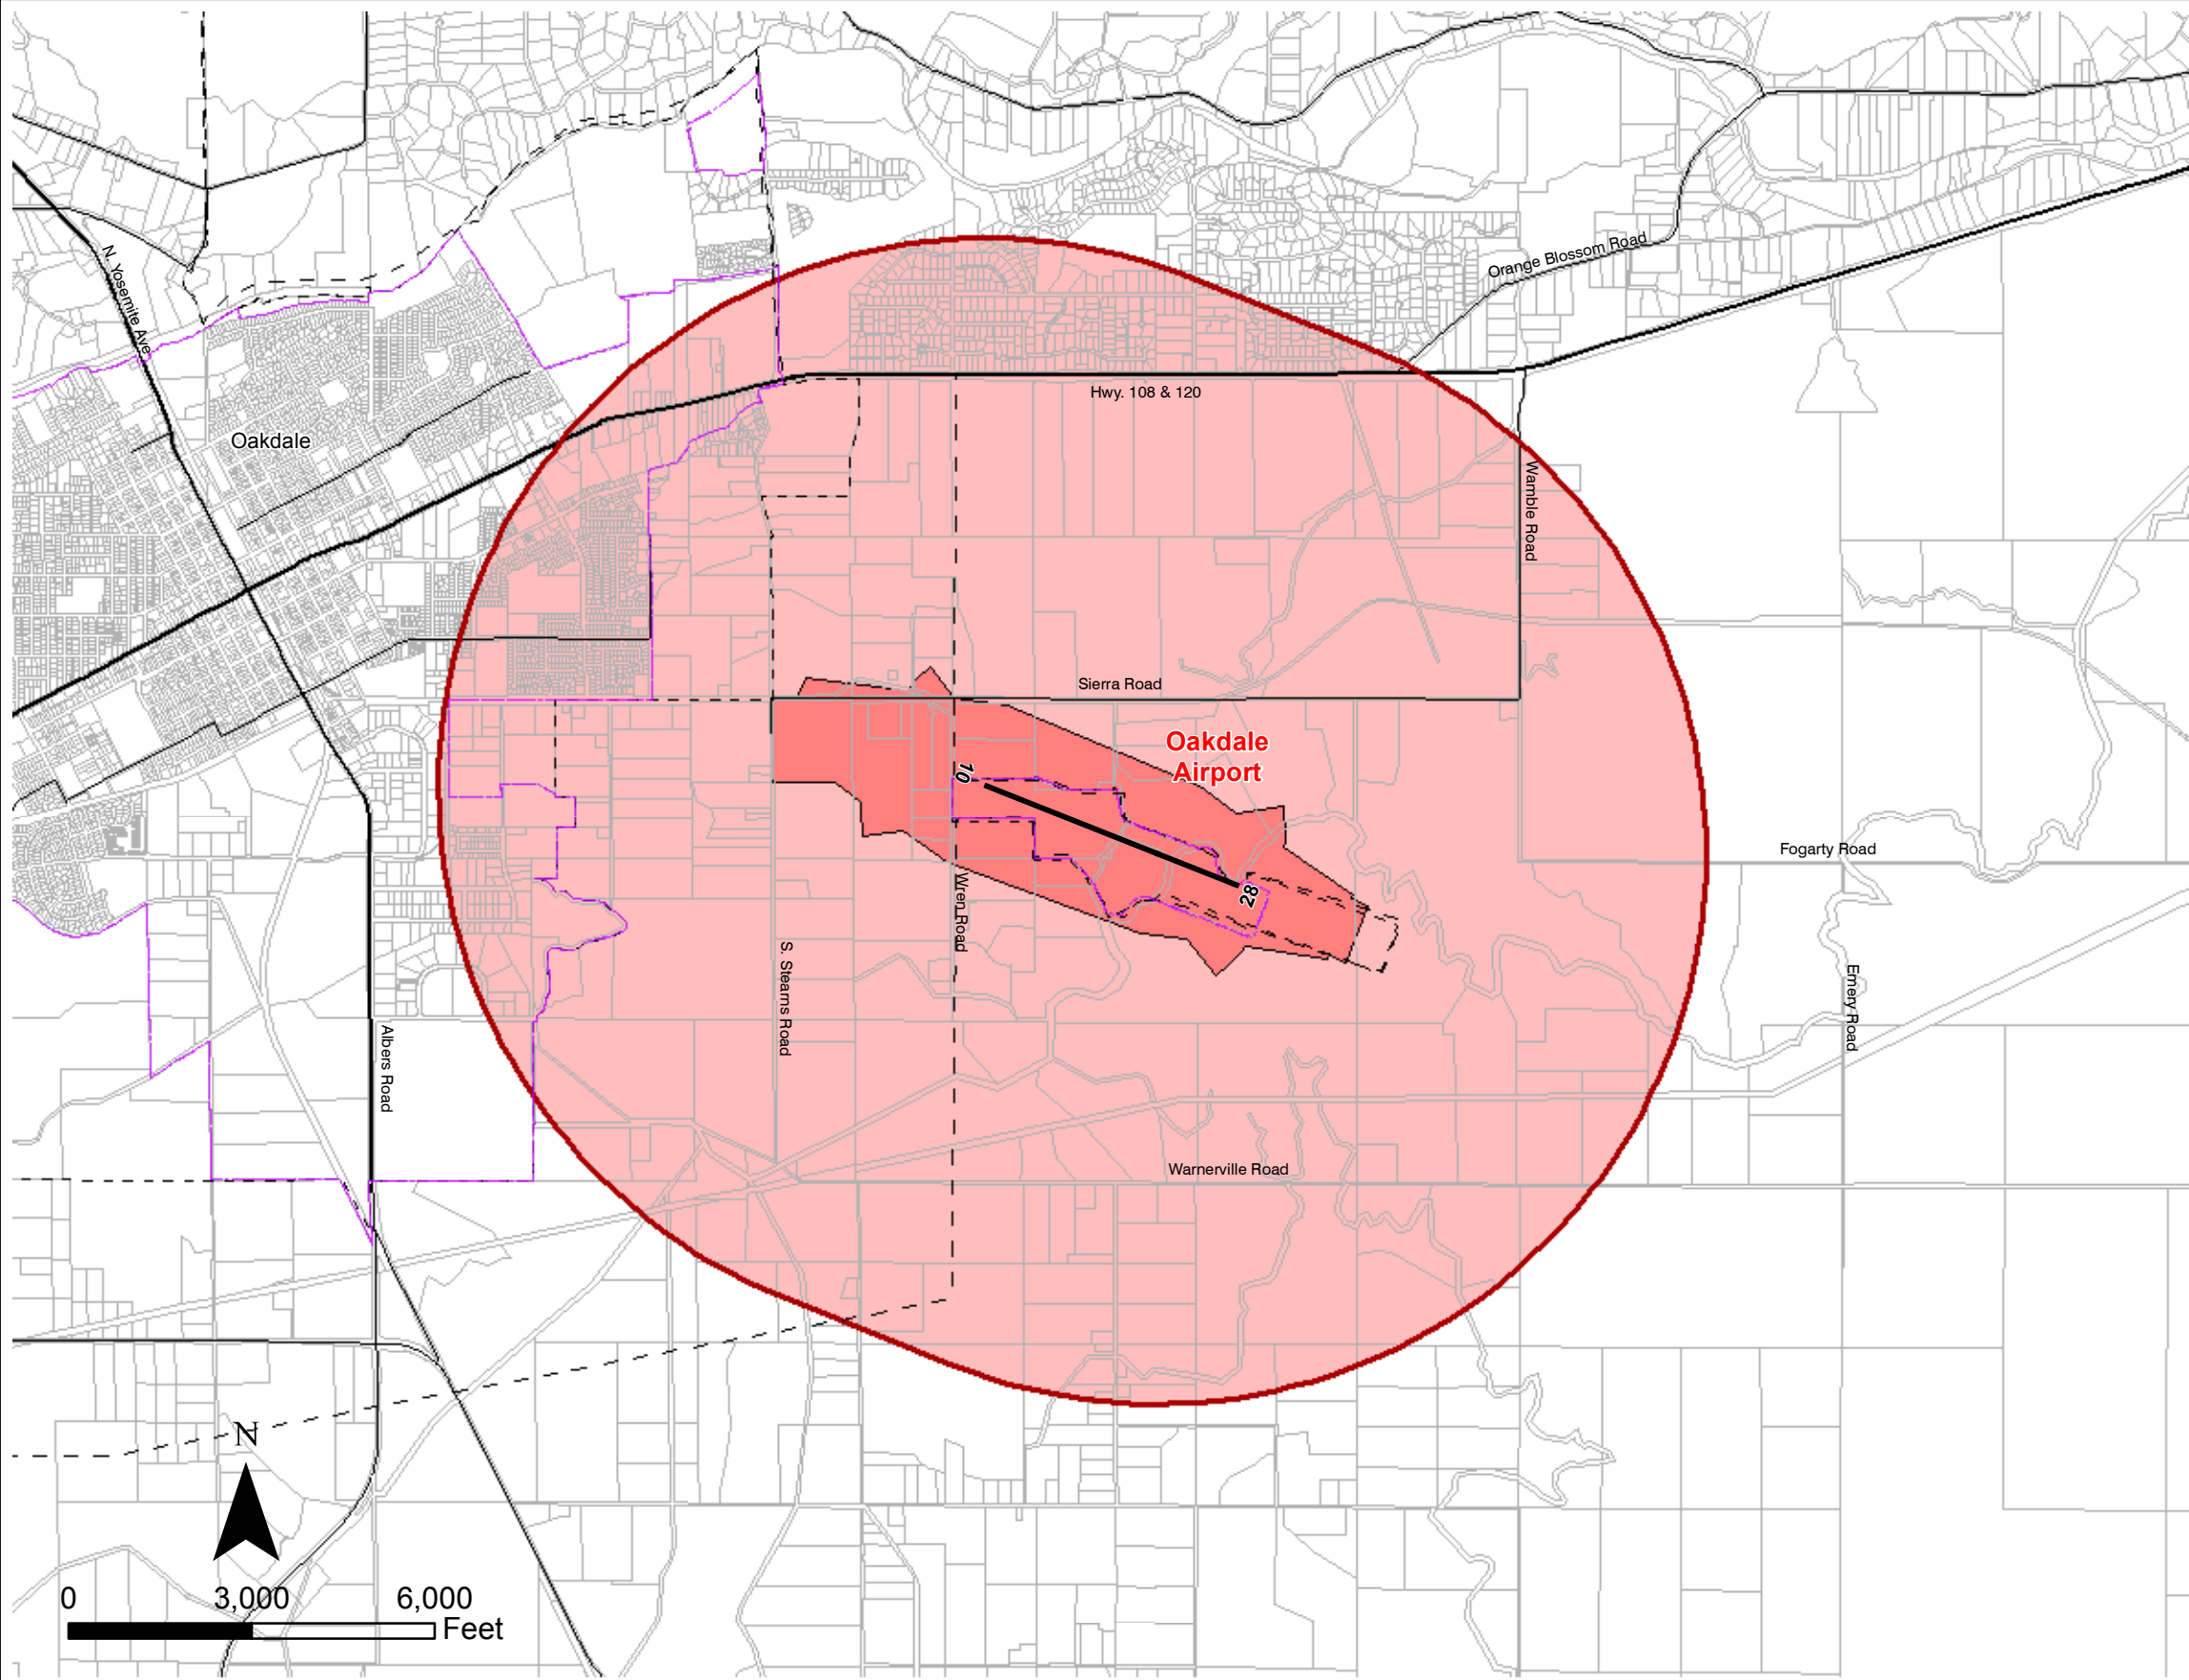 N. Yosemite Ave.
Orange Blossom Road
Hwy. 108 & 120
Oakdale
Wamble Road
Sierra Road
Oakdale
Airport
10
28
Fogarty Road
Wren Road
S. Stearns Road
Emery Road
Albers Road
Warnerville Road
N
0 3,000 6,000
Feet